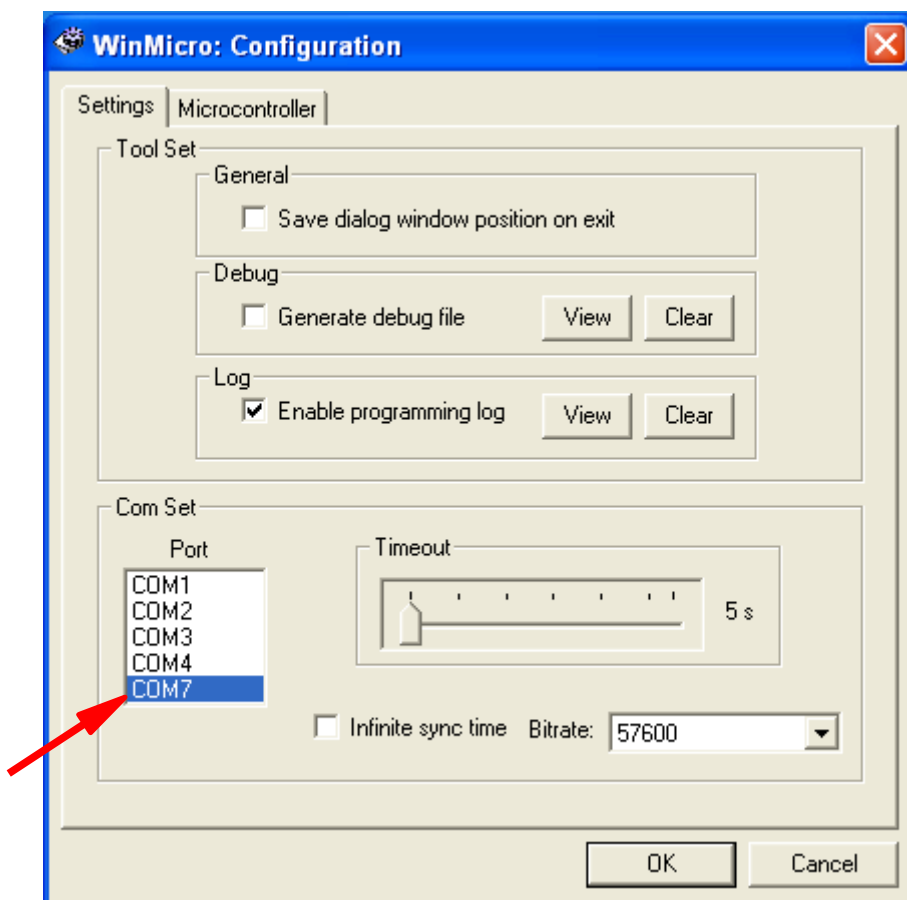 WinMicro: Configuration
Settings Microcontroller
Tool Set
General
Save dialog window position on exit
Debug
Generate debug file View Clear
Log
Enable programming log View Clear
Com Set
Port
COM1
COM2
COM3
COM4
COM7
Timeout
5 s
Infinite sync time Bitrate: 57600
OK Cancel